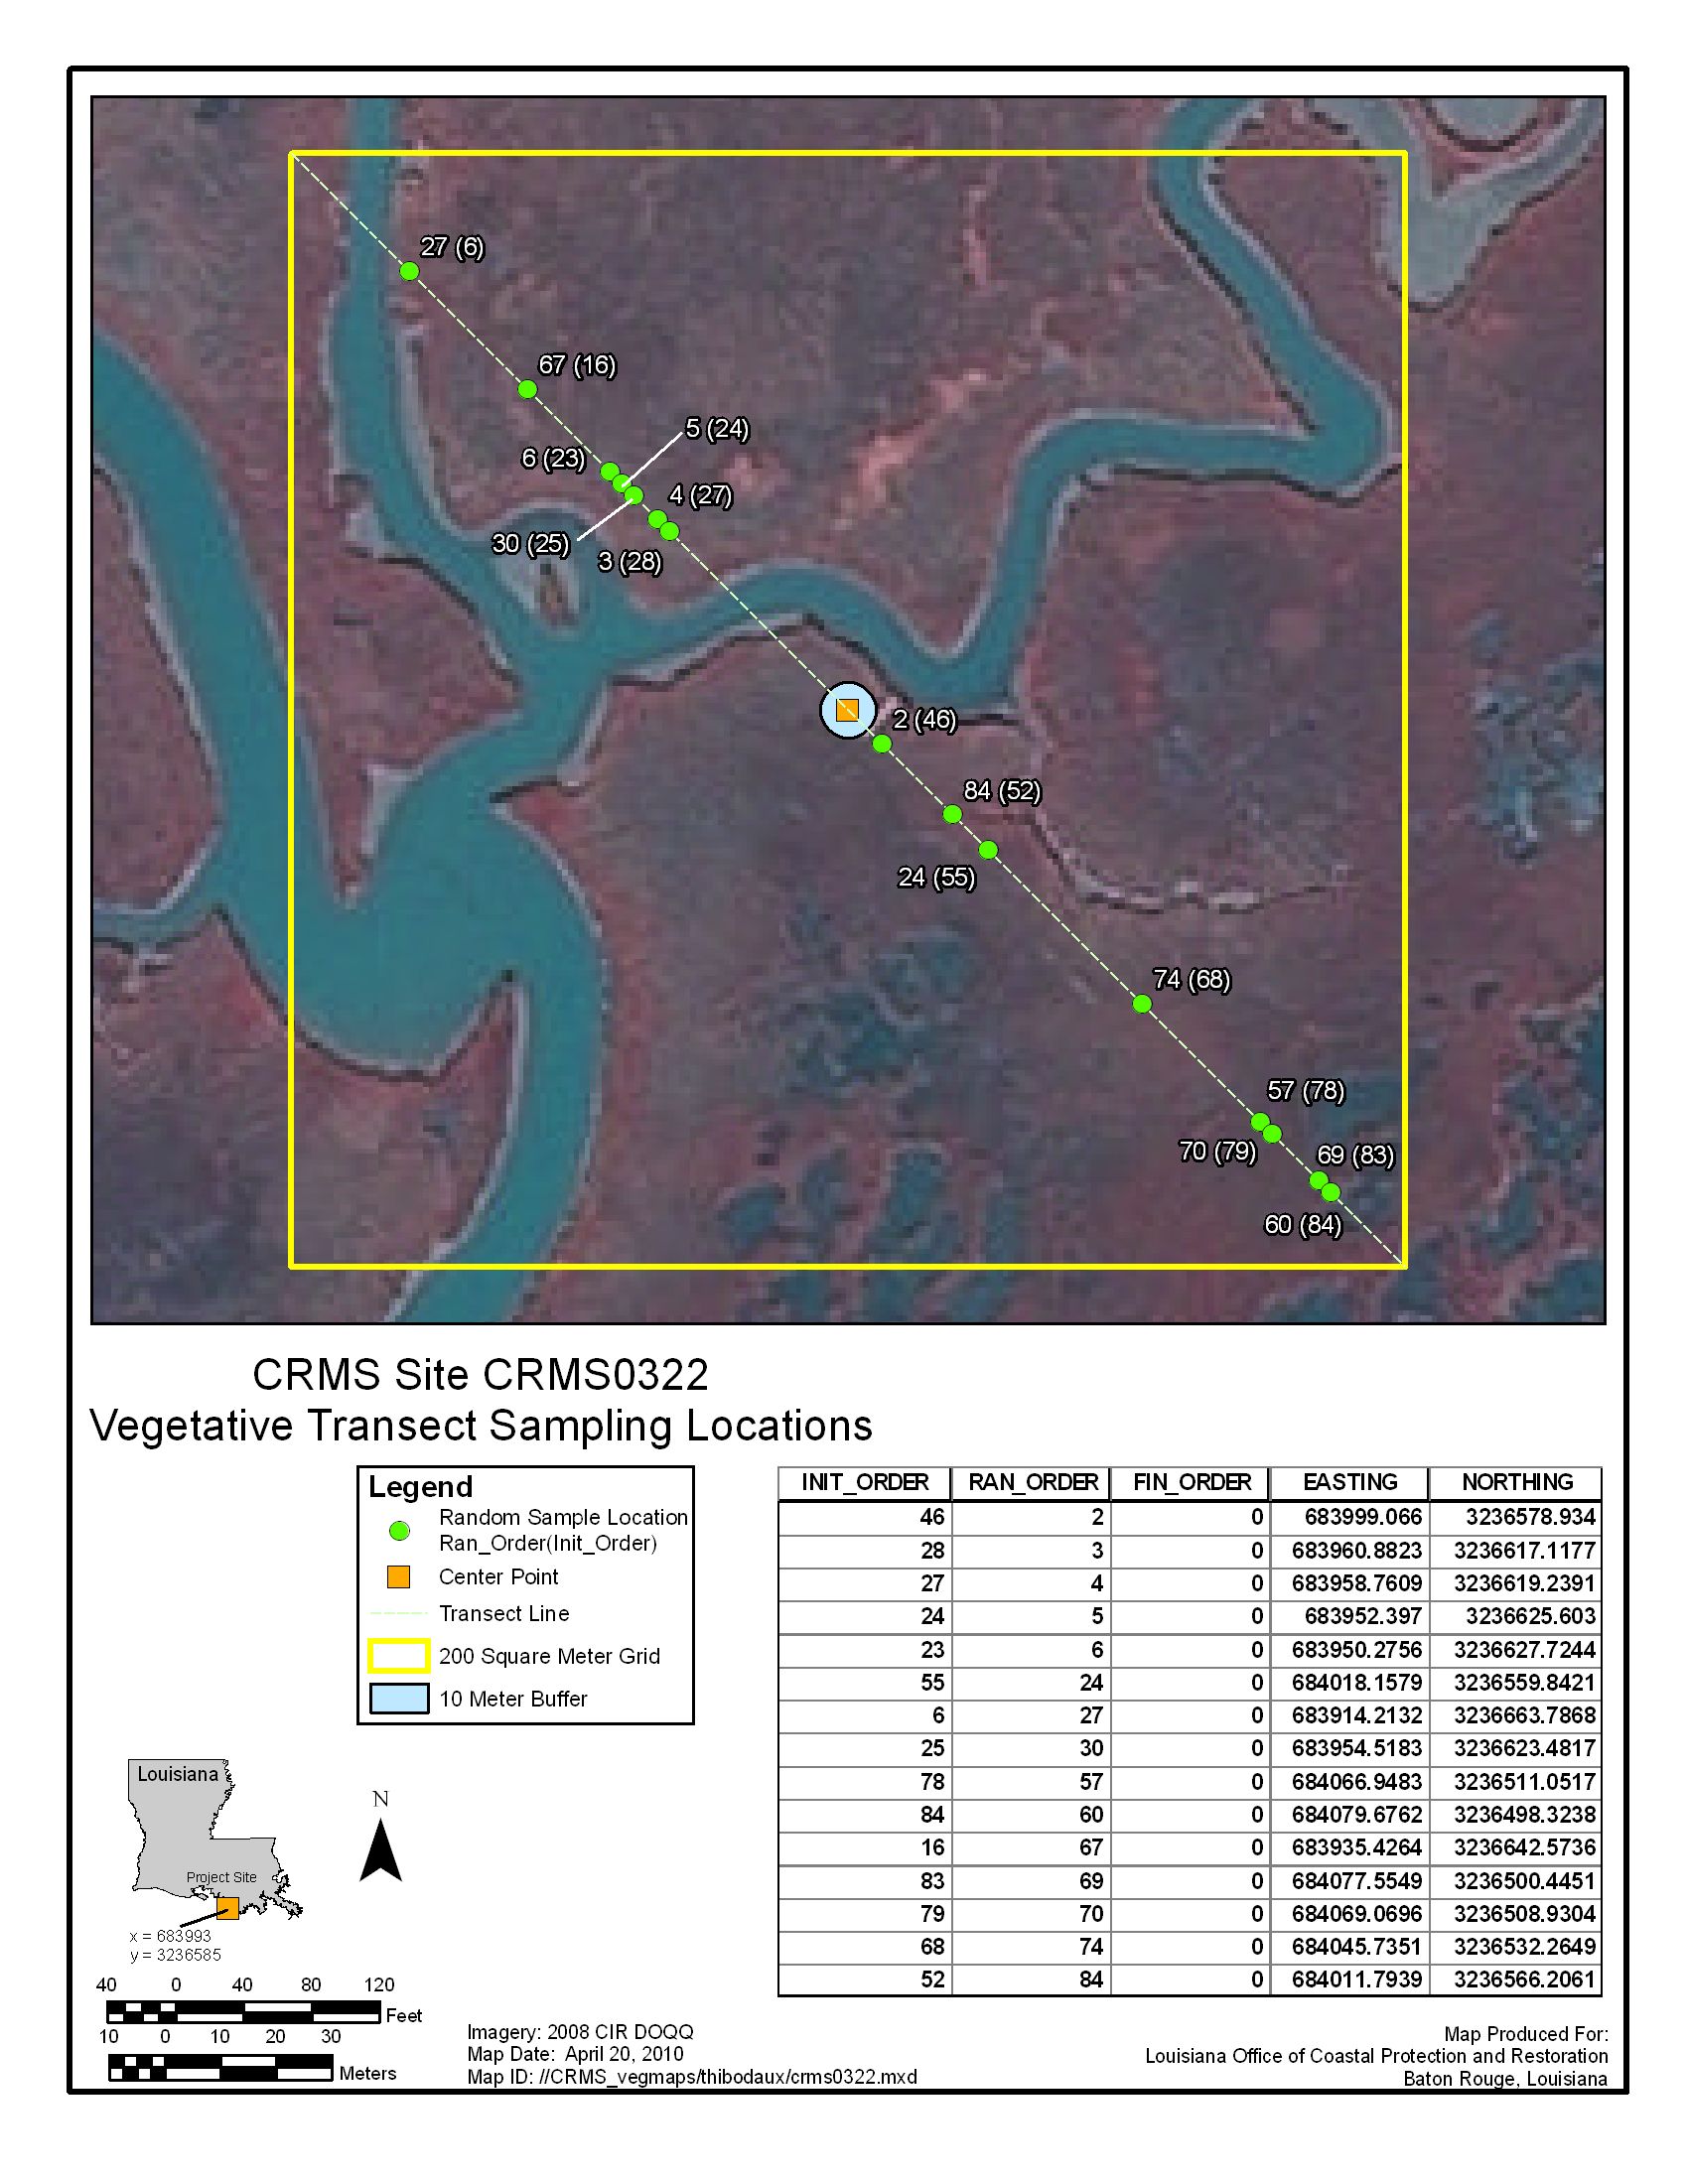 27 (6)
67 (16)
5 (24)
6 (23)
4 (27)
30 (25)
3 (28)
2 (46)
84 (52)
24 (55)
74 (68)
57 (78)
70 (79)
69 (83)
60 (84)
CRMS Site CRMS0322
Vegetative Transect Sampling Locations
Legend
Random Sample Location
Ran_Order(Init_Order)
Center Point
Transect Line
200 Square Meter Grid
10 Meter Buffer
INIT_ORDER RAN_ORDER FIN_ORDER EASTING NORTHING
46 2 0 683999.066 3236578.934
28 3 0 683960.8823 3236617.1177
27 4 0 683958.7609 3236619.2391
24 5 0 683952.397 3236625.603
23 6 0 683950.2756 3236627.7244
55 24 0 684018.1579 3236559.8421
6 27 0 683914.2132 3236663.7868
25 30 0 683954.5183 3236623.4817
78 57 0 684066.9483 3236511.0517
84 60 0 684079.6762 3236498.3238
16 67 0 683935.4264 3236642.5736
83 69 0 684077.5549 3236500.4451
79 70 0 684069.0696 3236508.9304
68 74 0 684045.7351 3236532.2649
52 84 0 684011.7939 3236566.2061
Louisiana
Project Site
x = 683993
y = 3236585
N
40 0 40 80 120
Feet
10 0 10 20 30
Meters
Imagery: 2008 CIR DOQQ
Map Date: April 20, 2010
Map ID: //CRMS_vegmaps/thibodaux/crms0322.mxd
Map Produced For:
Louisiana Office of Coastal Protection and Restoration
Baton Rouge, Louisiana